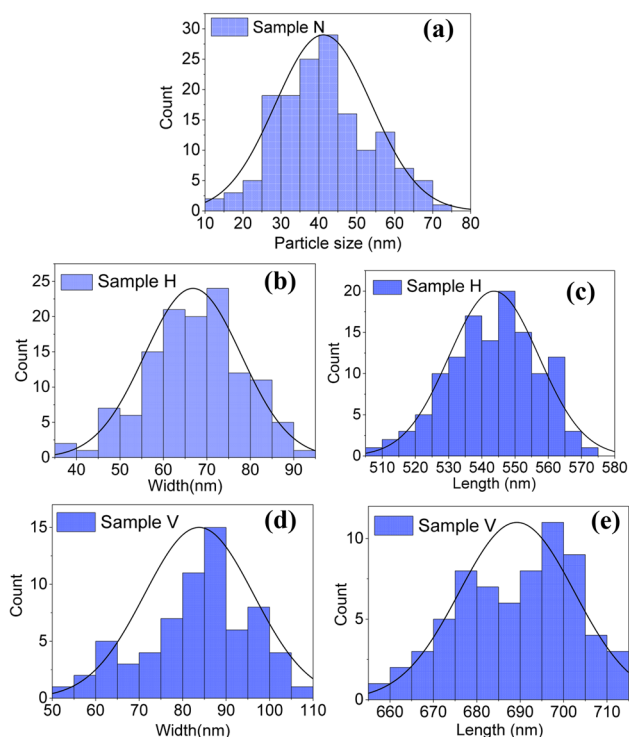 Sample N
(a)
30
25
20
15
10
5
0
Count
10 20 30 40 50 60 70 80
Particle size (nm)
Sample H
(b)
25
20
15
10
5
0
Count
40 50 60 70 80 90
Width(nm)
Sample H
(c)
20
15
10
5
0
Count
510 520 530 540 550 560 570 580
Length (nm)
Sample V
(d)
15
10
5
0
Count
50 60 70 80 90 100 110
Width(nm)
Sample V
(e)
10
5
0
Count
660 670 680 690 700 710
Length (nm)